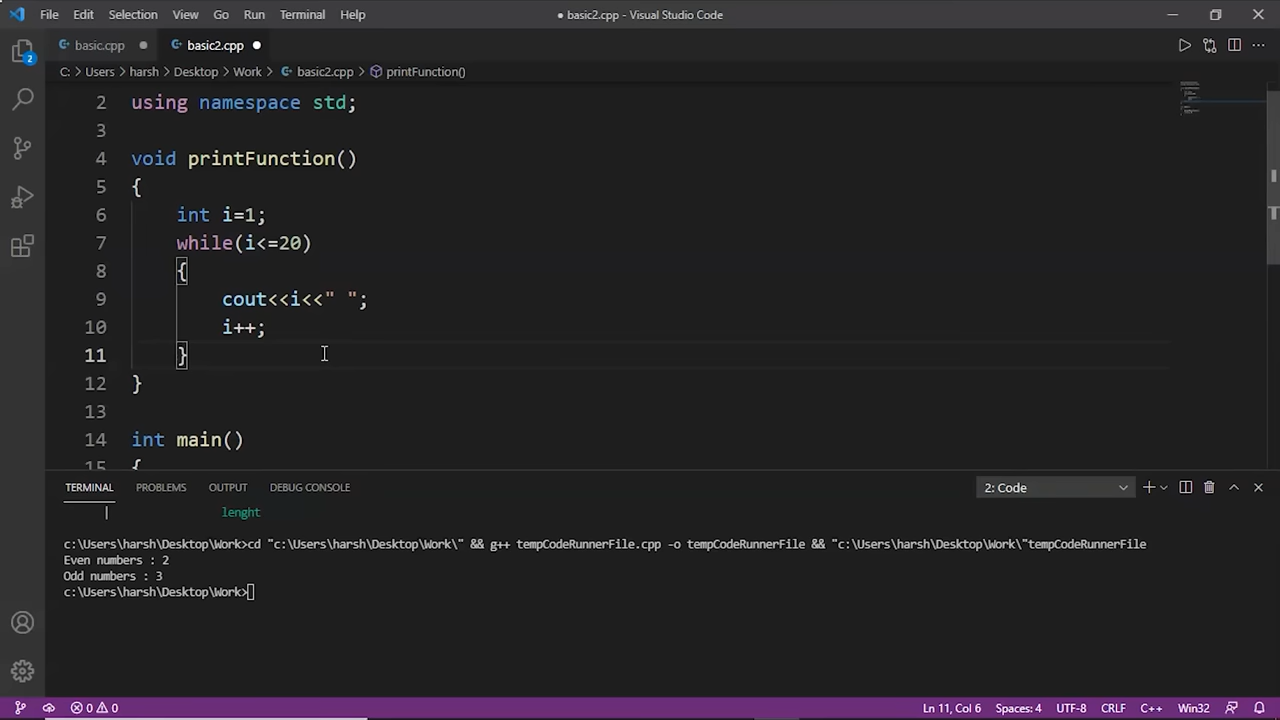 File Edit Selection View Go Run Terminal Help ● basic2.cpp - Visual Studio Code
basic.cpp ● basic2.cpp ●
C: > Users > harsh > Desktop > Work > basic2.cpp > printFunction()
2 using namespace std;
3
4 void printFunction()
5 {
6 int i=1;
7 while(i<=20)
8 {
9 cout<<i<<" ";
10 i++;
11 }
12 }
13
14 int main()
15 {
TERMINAL PROBLEMS OUTPUT DEBUG CONSOLE 2: Code
| lenght
c:\Users\harsh\Desktop\Work>cd "c:\Users\harsh\Desktop\Work\" && g++ tempCodeRunnerFile.cpp -o tempCodeRunnerFile && "c:\Users\harsh\Desktop\Work\"tempCodeRunnerFile
Even numbers : 2
Odd numbers : 3
c:\Users\harsh\Desktop\Work>
2
0 0 Ln 11, Col 6 Spaces: 4 UTF-8 CRLF C++ Win32